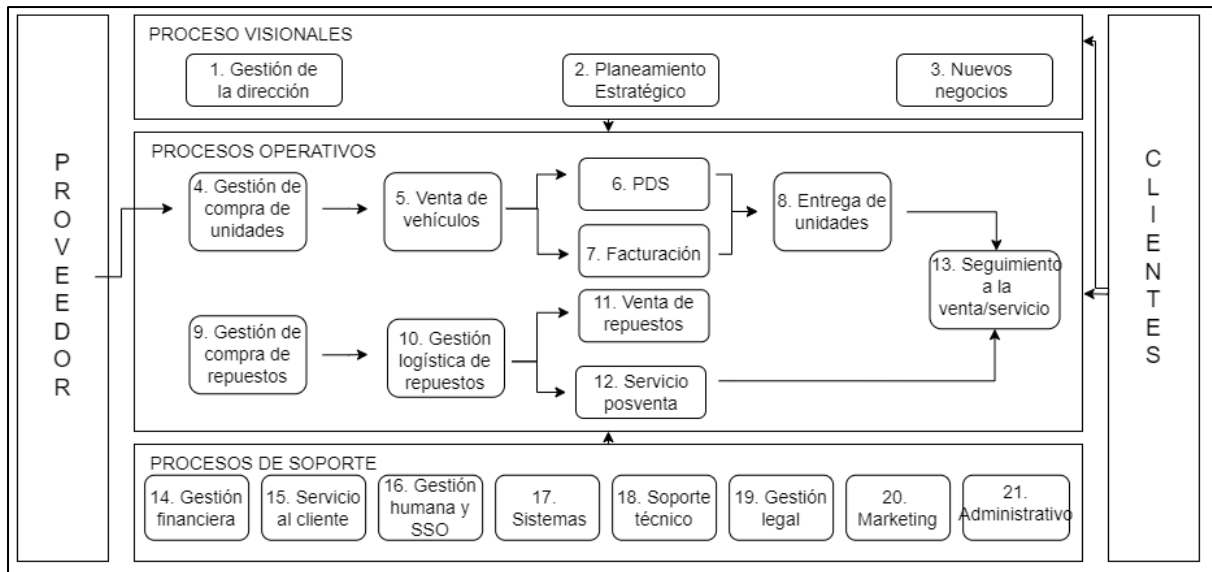 PROVEEDOR
PROCESO VISIONALES
1. Gestión de
la dirección
2. Planeamiento
Estratégico
3. Nuevos
negocios
PROCESOS OPERATIVOS
4. Gestión de
compra de
unidades
5. Venta de
vehículos
6. PDS
7. Facturación
8. Entrega de
unidades
9. Gestión de
compra de
repuestos
10. Gestión
logística de
repuestos
11. Venta de
repuestos
12. Servicio
posventa
13. Seguimiento
a la
venta/servicio
PROCESOS DE SOPORTE
14. Gestión
financiera
15. Servicio
al cliente
16. Gestión
humana y
SSO
17.
Sistemas
18. Soporte
técnico
19. Gestión
legal
20.
Marketing
21.
Administrativo
CLIENTES